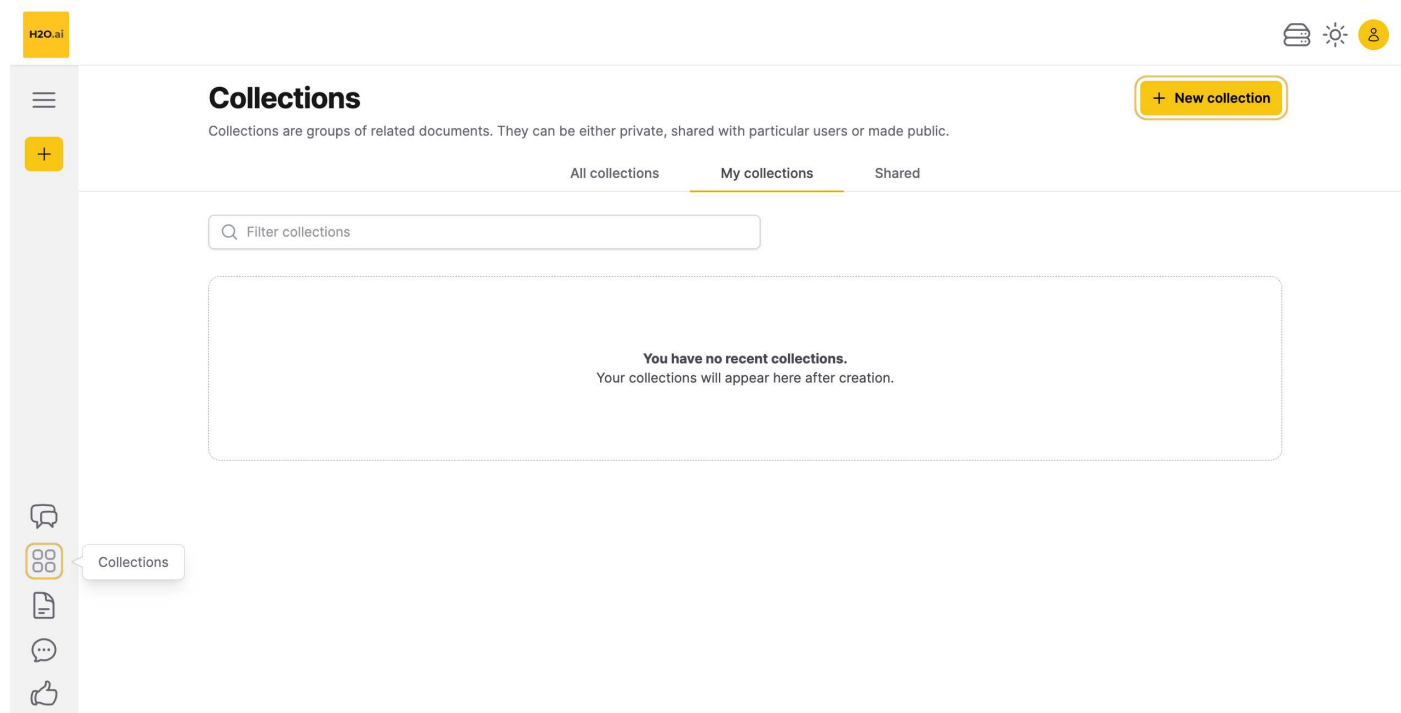 H2O.ai
Collections
+ New collection
Collections are groups of related documents. They can be either private, shared with particular users or made public.
All collections
My collections
Shared
Filter collections
You have no recent collections.
Your collections will appear here after creation.
Collections